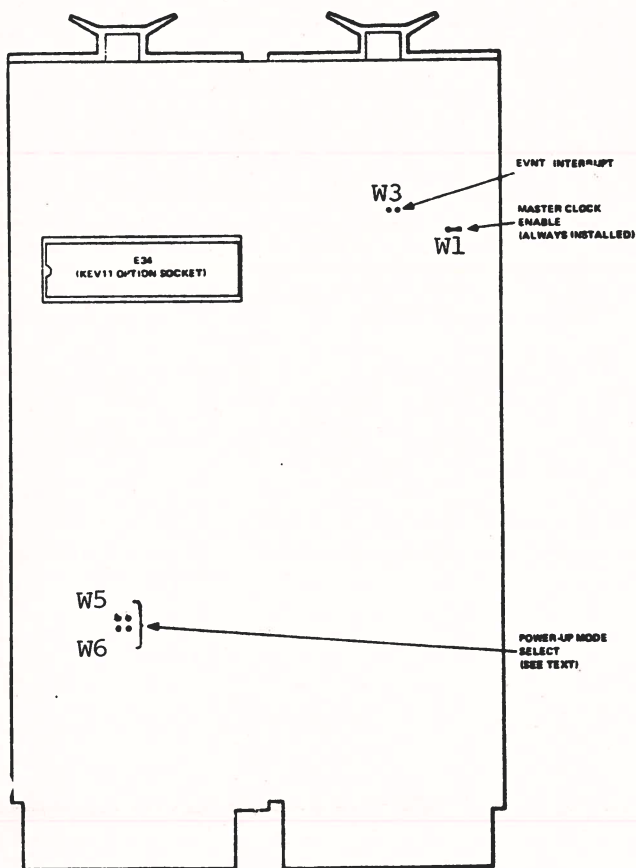 EVNT INTERRUPT
W3
MASTER CLOCK
ENABLE
(ALWAYS INSTALLED)
W1
E34
(KEV11 OPTION SOCKET)
W5
W6
POWER-UP MODE
SELECT
(SEE TEXT)